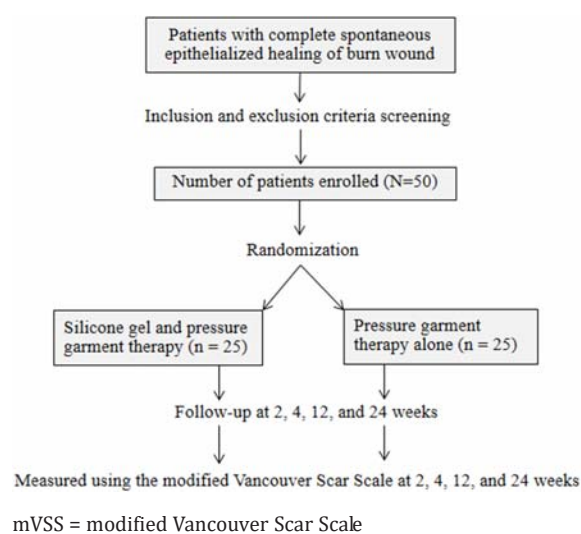 Patients with complete spontaneous
epithelialized healing of burn wound
Inclusion and exclusion criteria screening
Number of patients enrolled (N=50)
Randomization
Silicone gel and pressure
garment therapy (n = 25)
Pressure garment
therapy alone (n = 25)
Follow-up at 2, 4, 12, and 24 weeks
Measured using the modified Vancouver Scar Scale at 2, 4, 12, and 24 weeks
mVSS = modified Vancouver Scar Scale